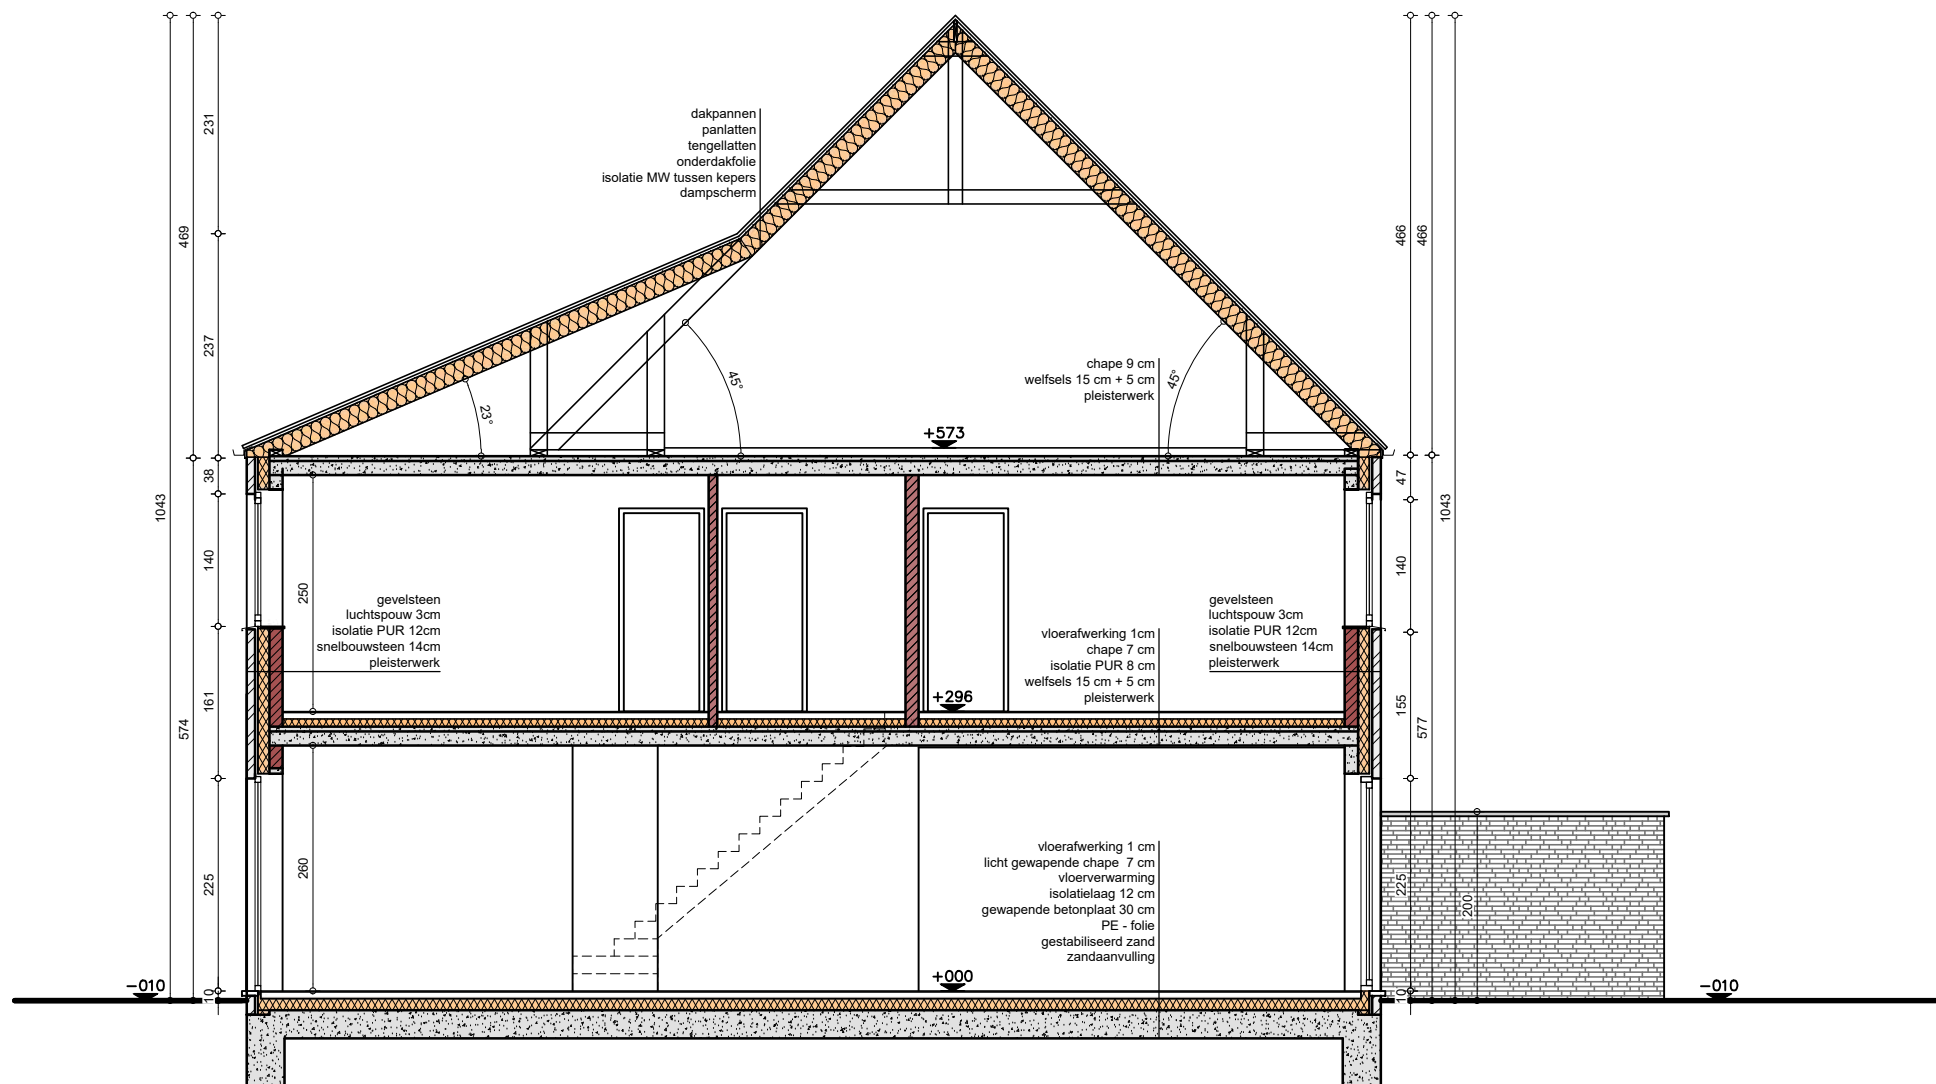 dakpannen
panlatten
tengellatten
onderdakfolie
isolatie MW tussen kepers
dampscherm
chape 9 cm
welfsels 15 cm + 5 cm
pleisterwerk
23°
45°
45°
+573
gevelsteen
luchtspouw 3cm
isolatie PUR 12cm
snelbouwsteen 14cm
pleisterwerk
vloerafwerking 1cm
chape 7 cm
isolatie PUR 8 cm
welfsels 15 cm + 5 cm
pleisterwerk
gevelsteen
luchtspouw 3cm
isolatie PUR 12cm
snelbouwsteen 14cm
pleisterwerk
+296
vloerafwerking 1 cm
licht gewapende chape 7 cm
vloerverwarming
isolatielaag 12 cm
gewapende betonplaat 30 cm
PE - folie
gestabiliseerd zand
zandaanvulling
+000
-010
-010
1043
469
574
231
237
38
140
161
225
10
250
260
466
47
140
155
225
10
466
577
1043
200